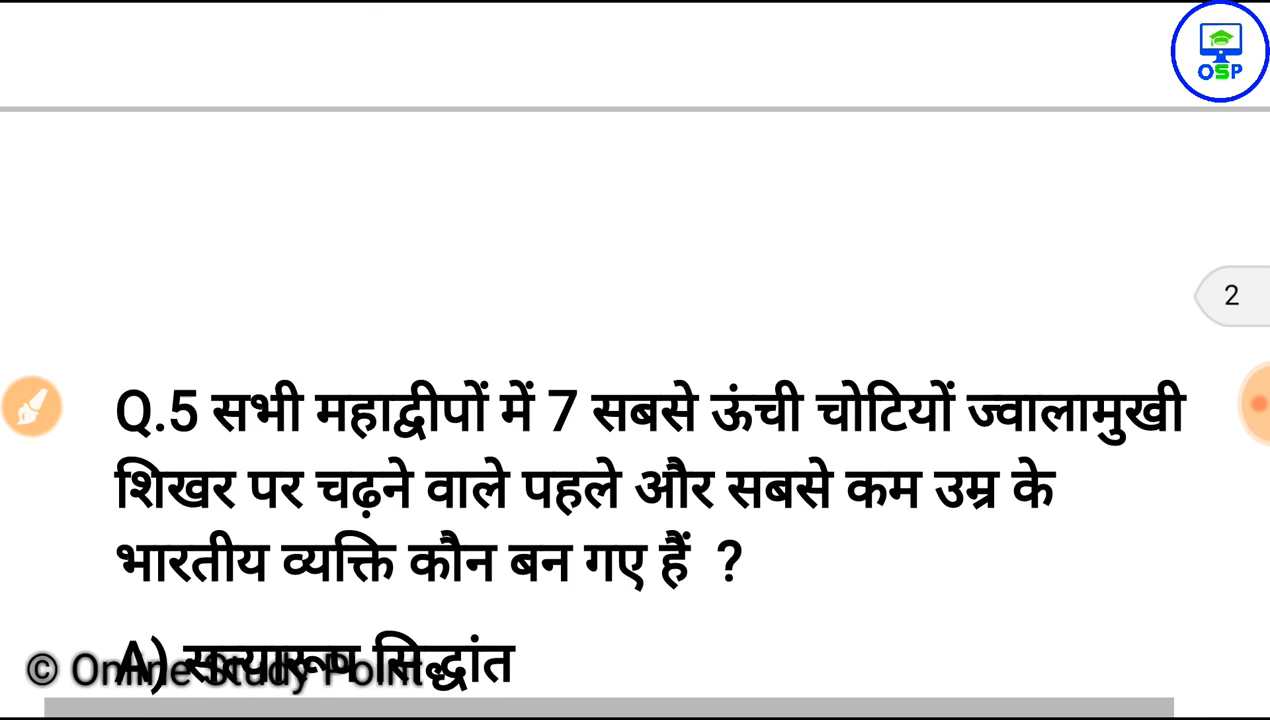 OSP
2
Q.5 सभी महाद्वीपों में 7 सबसे ऊंची चोटियों ज्वालामुखी
शिखर पर चढ़ने वाले पहले और सबसे कम उम्र के
भारतीय व्यक्ति कौन बन गए हैं ?
A) सत्यारूप सिद्धांत
© Online Study Point